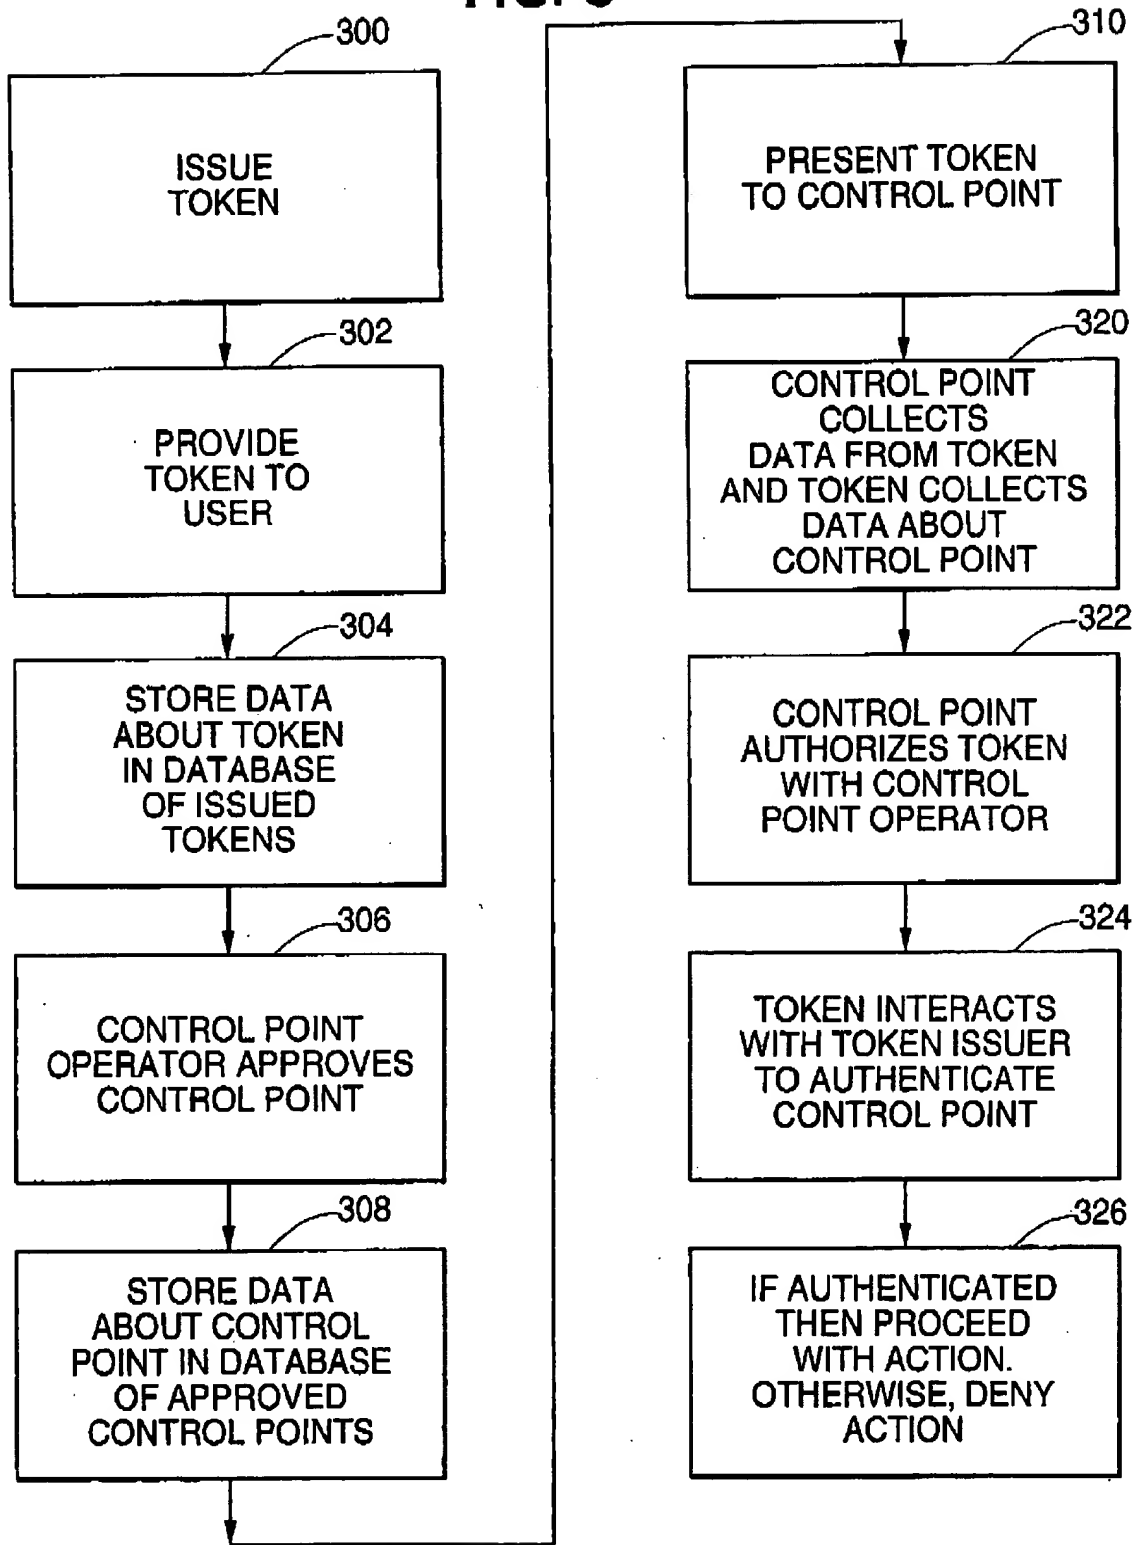 300
ISSUE
TOKEN
302
PROVIDE
TOKEN TO
USER
304
STORE DATA
ABOUT TOKEN
IN DATABASE
OF ISSUED
TOKENS
306
CONTROL POINT
OPERATOR APPROVES
CONTROL POINT
308
STORE DATA
ABOUT CONTROL
POINT IN DATABASE
OF APPROVED
CONTROL POINTS
310
PRESENT TOKEN
TO CONTROL POINT
320
CONTROL POINT
COLLECTS
DATA FROM TOKEN
AND TOKEN COLLECTS
DATA ABOUT
CONTROL POINT
322
CONTROL POINT
AUTHORIZES TOKEN
WITH CONTROL
POINT OPERATOR
324
TOKEN INTERACTS
WITH TOKEN ISSUER
TO AUTHENTICATE
CONTROL POINT
326
IF AUTHENTICATED
THEN PROCEED
WITH ACTION.
OTHERWISE, DENY
ACTION